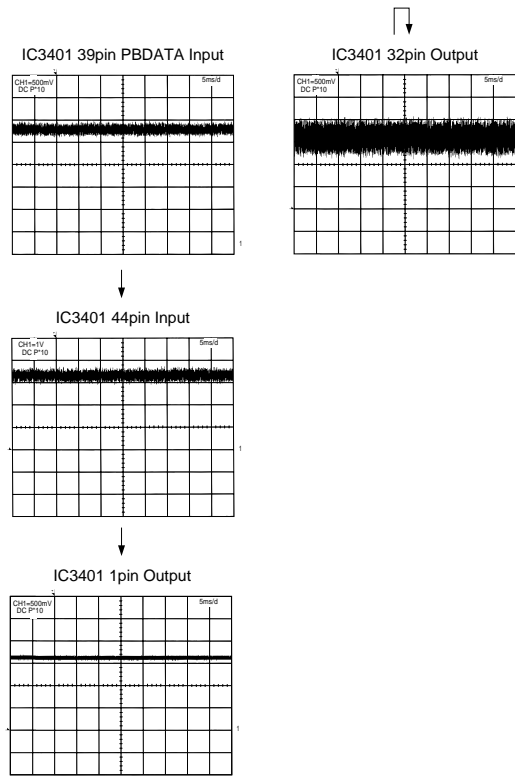 IC3401 39pin PBDATA Input
CH1=500mV
DC P*10
5ms/d
1
IC3401 44pin Input
CH1=1V
DC P*10
5ms/d
1
IC3401 1pin Output
CH1=500mV
DC P*10
5ms/d
1
IC3401 32pin Output
CH1=500mV
DC P*10
5ms/d